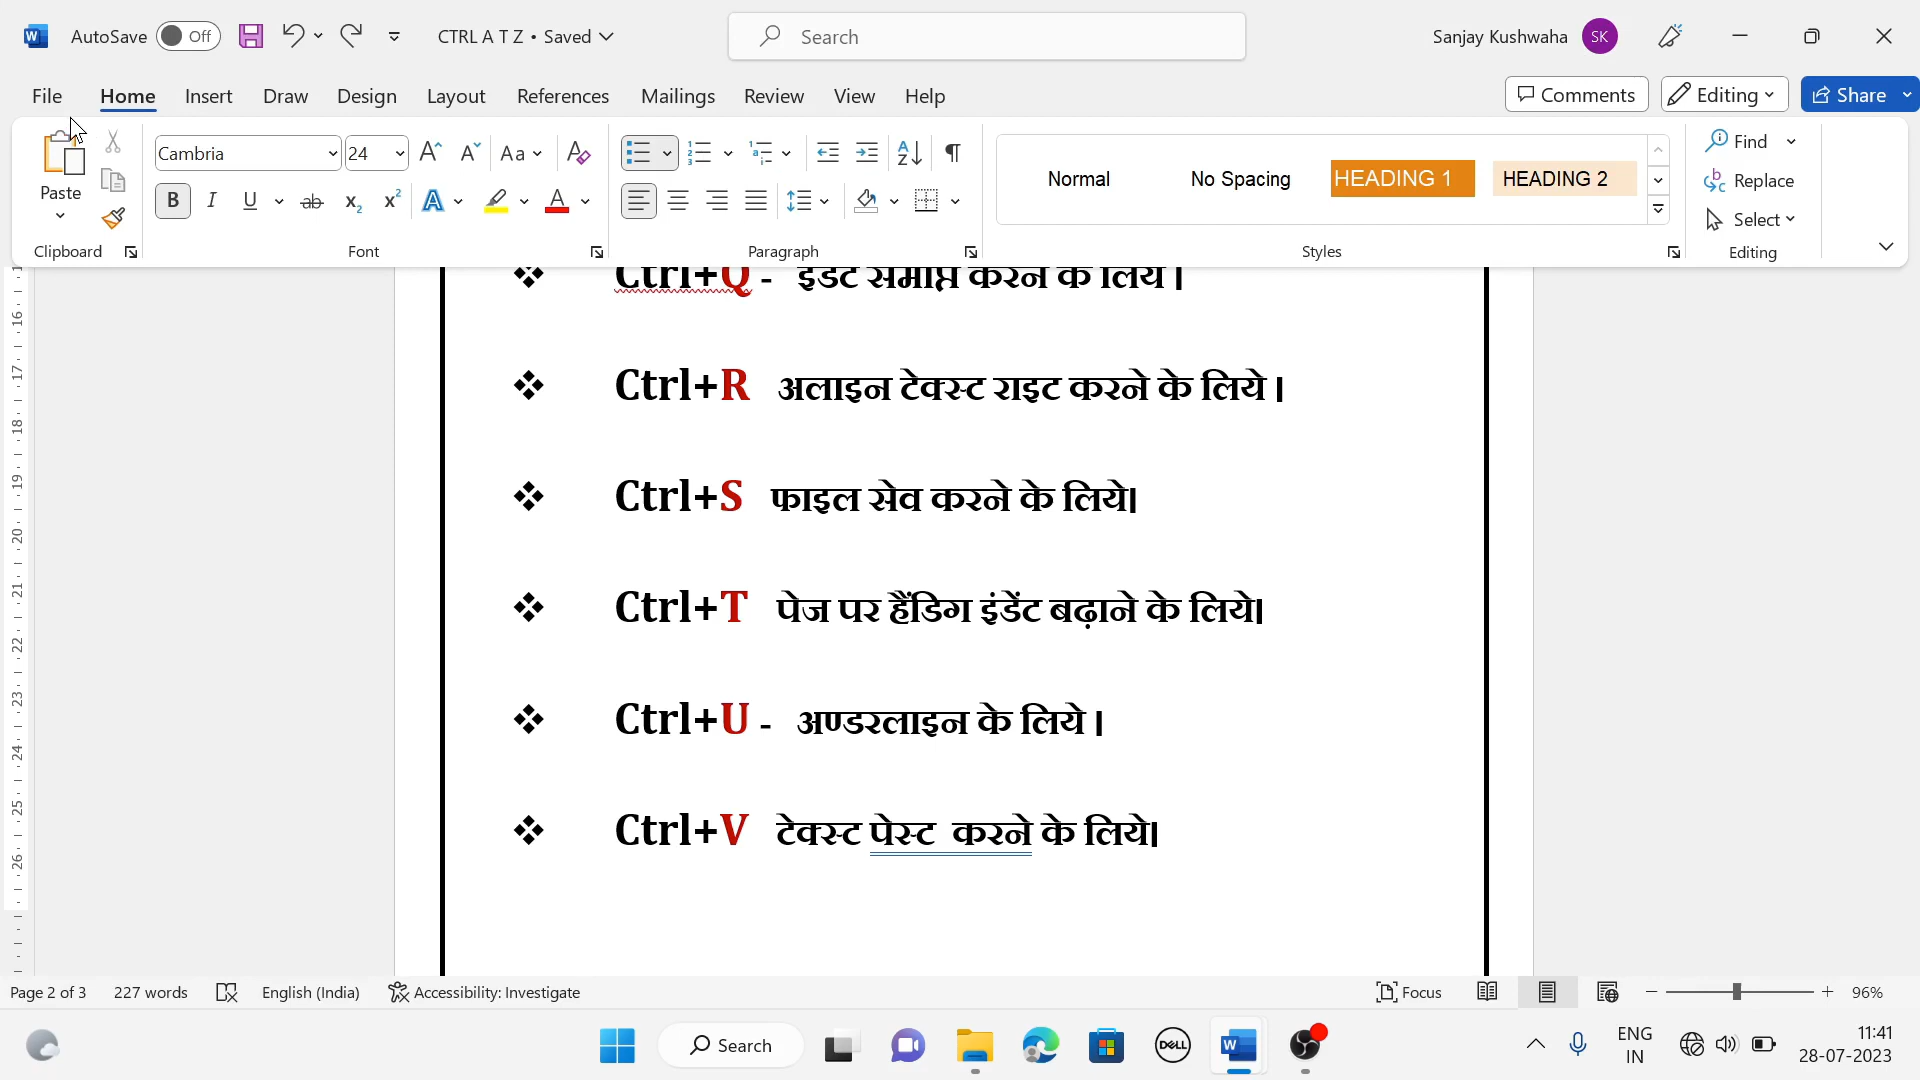 AutoSave Off CTRL A T Z • Saved Search Sanjay Kushwaha SK
File Home Insert Draw Design Layout References Mailings Review View Help Comments Editing Share
Paste Cambria 24 Normal No Spacing HEADING 1 HEADING 2 Find
Replace
Select
Clipboard Font Paragraph Styles Editing
Ctrl+Q - इंडेंट समाप्त करने के लिये |
Ctrl+R अलाइन टेक्स्ट राइट करने के लिये |
Ctrl+S फाइल सेव करने के लिये|
Ctrl+T पेज पर हैंडिग इंडेंट बढ़ाने के लिये|
Ctrl+U - अण्डरलाइन के लिये |
Ctrl+V टेक्स्ट पेस्ट करने के लिये|
Page 2 of 3 227 words English (India) Accessibility: Investigate Focus 96%
Search DELL ENG IN 11:41
28-07-2023